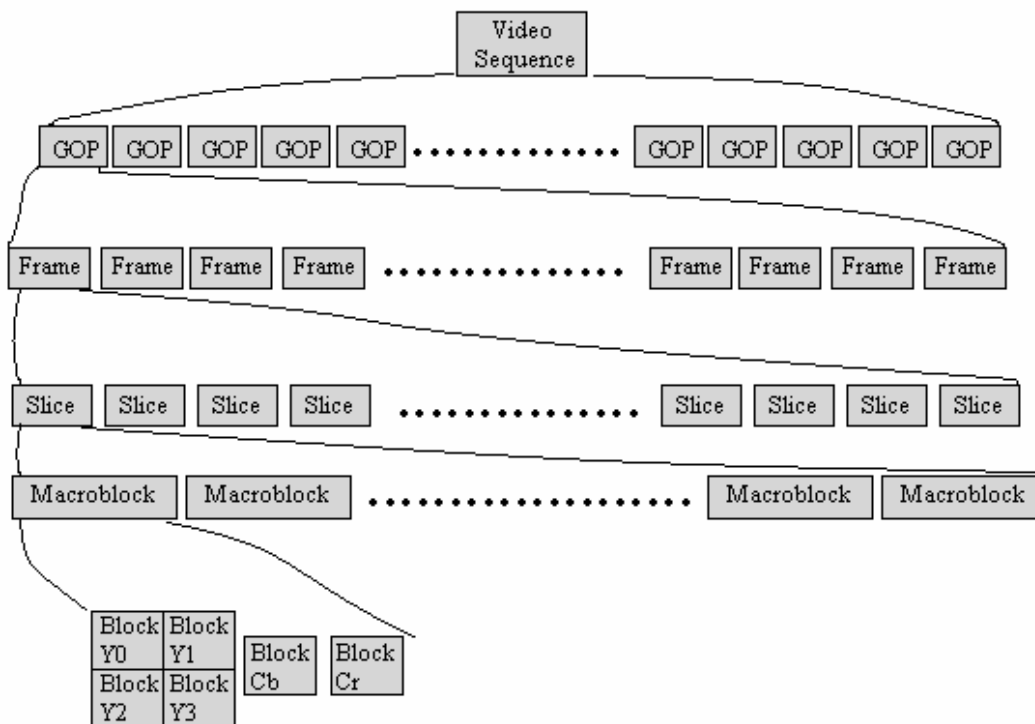 Video
Sequence
GOP GOP GOP GOP GOP GOP GOP GOP GOP GOP
Frame Frame Frame Frame Frame Frame Frame Frame
Slice Slice Slice Slice Slice Slice Slice Slice
Macroblock Macroblock Macroblock Macroblock
Block Y0
Block Y1
Block Y2
Block Y3
Block Cb
Block Cr